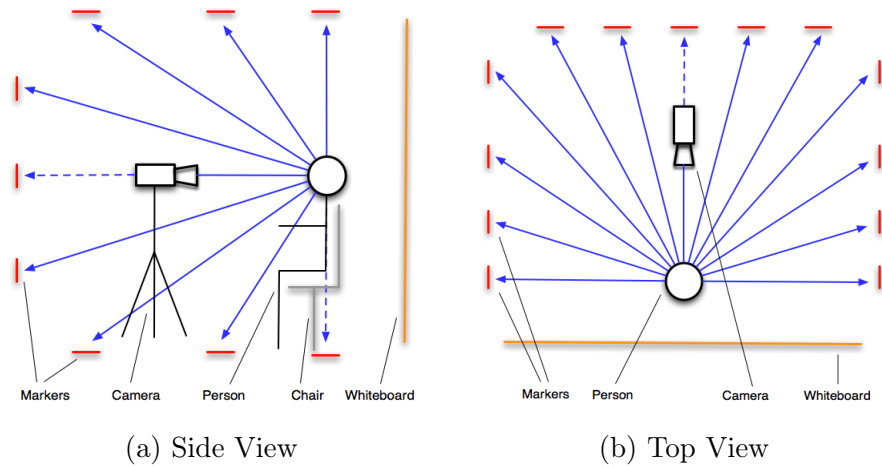 Markers Camera Person Chair Whiteboard
Markers Person Camera Whiteboard
(a) Side View
(b) Top View